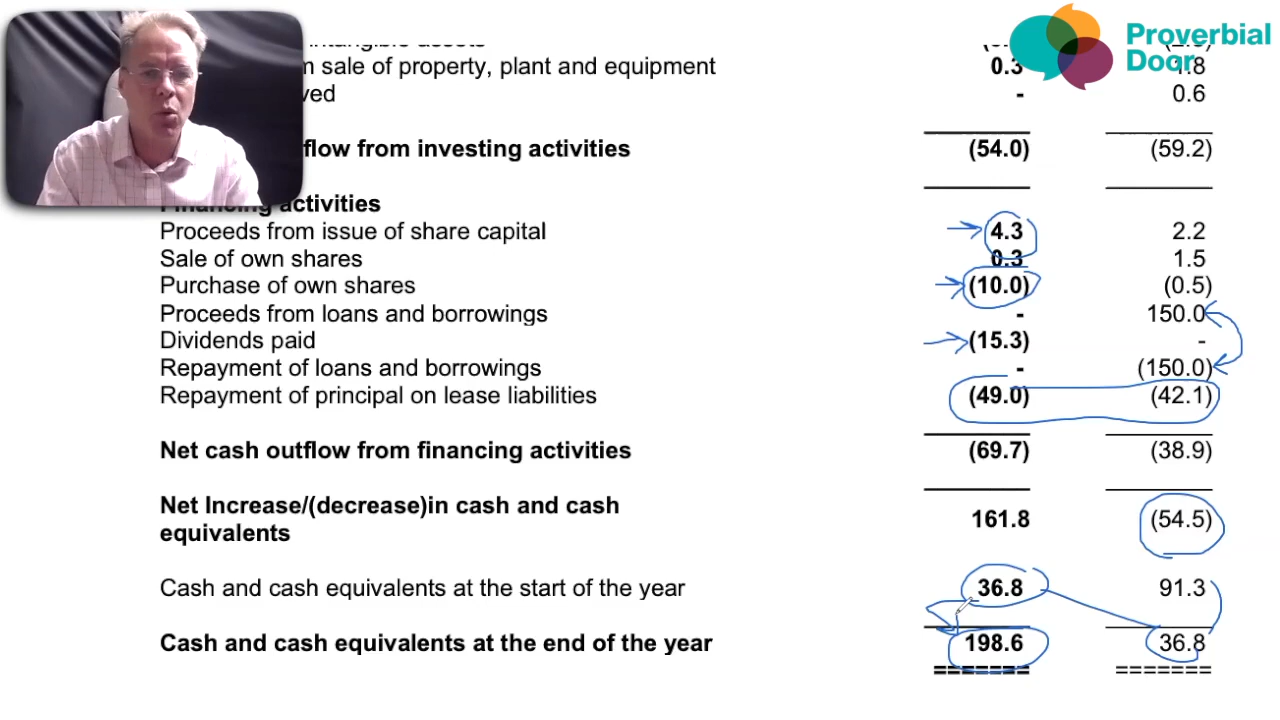 Proverbial
Door
intangible assets
sale of property, plant and equipment 0.3 1.8
- 0.6
flow from investing activities (54.0) (59.2)
Financing activities
Proceeds from issue of share capital 4.3 2.2
Sale of own shares 0.3 1.5
Purchase of own shares (10.0) (0.5)
Proceeds from loans and borrowings - 150.0
Dividends paid (15.3) -
Repayment of loans and borrowings - (150.0)
Repayment of principal on lease liabilities (49.0) (42.1)
Net cash outflow from financing activities (69.7) (38.9)
Net Increase/(decrease)in cash and cash
equivalents 161.8 (54.5)
Cash and cash equivalents at the start of the year 36.8 91.3
Cash and cash equivalents at the end of the year 198.6 36.8
======= =======